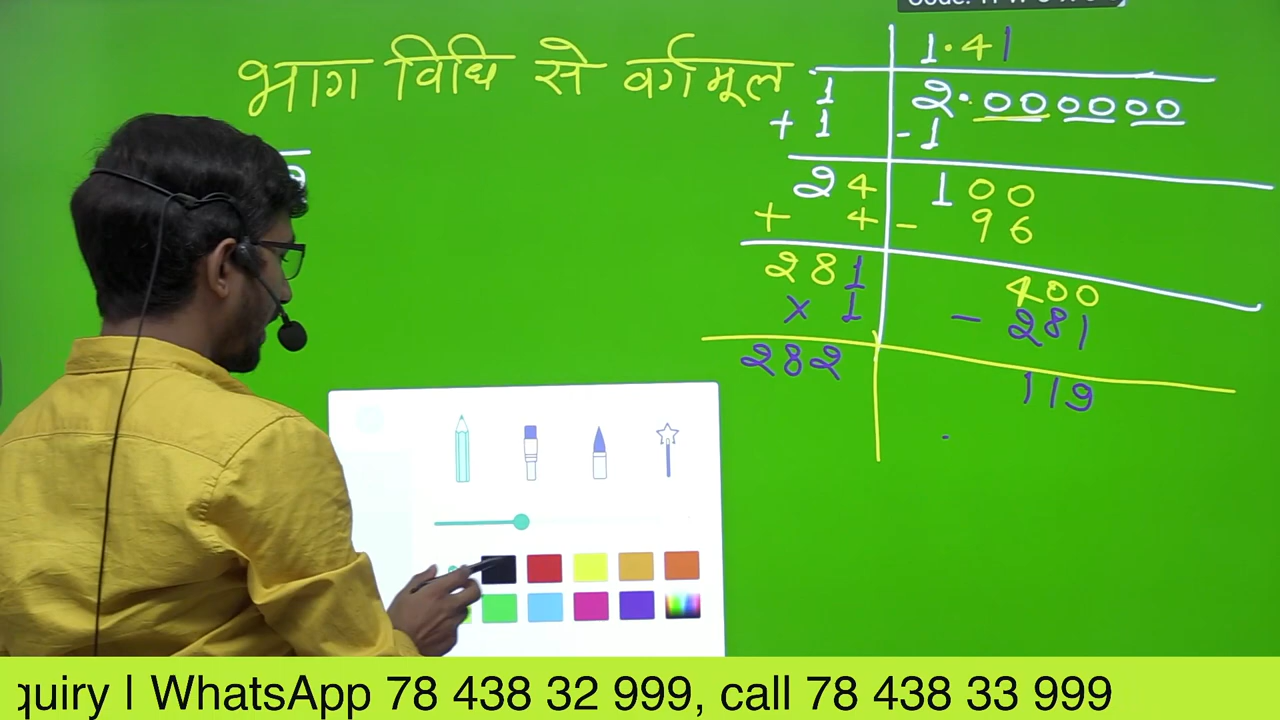 भाग विधि से वर्गमूल
1.41
1 2.000000
+ 1 - 1
24 100
+ 4 - 96
281 400
x 1 - 281
282 119
quiry | WhatsApp 78 438 32 999, call 78 438 33 999